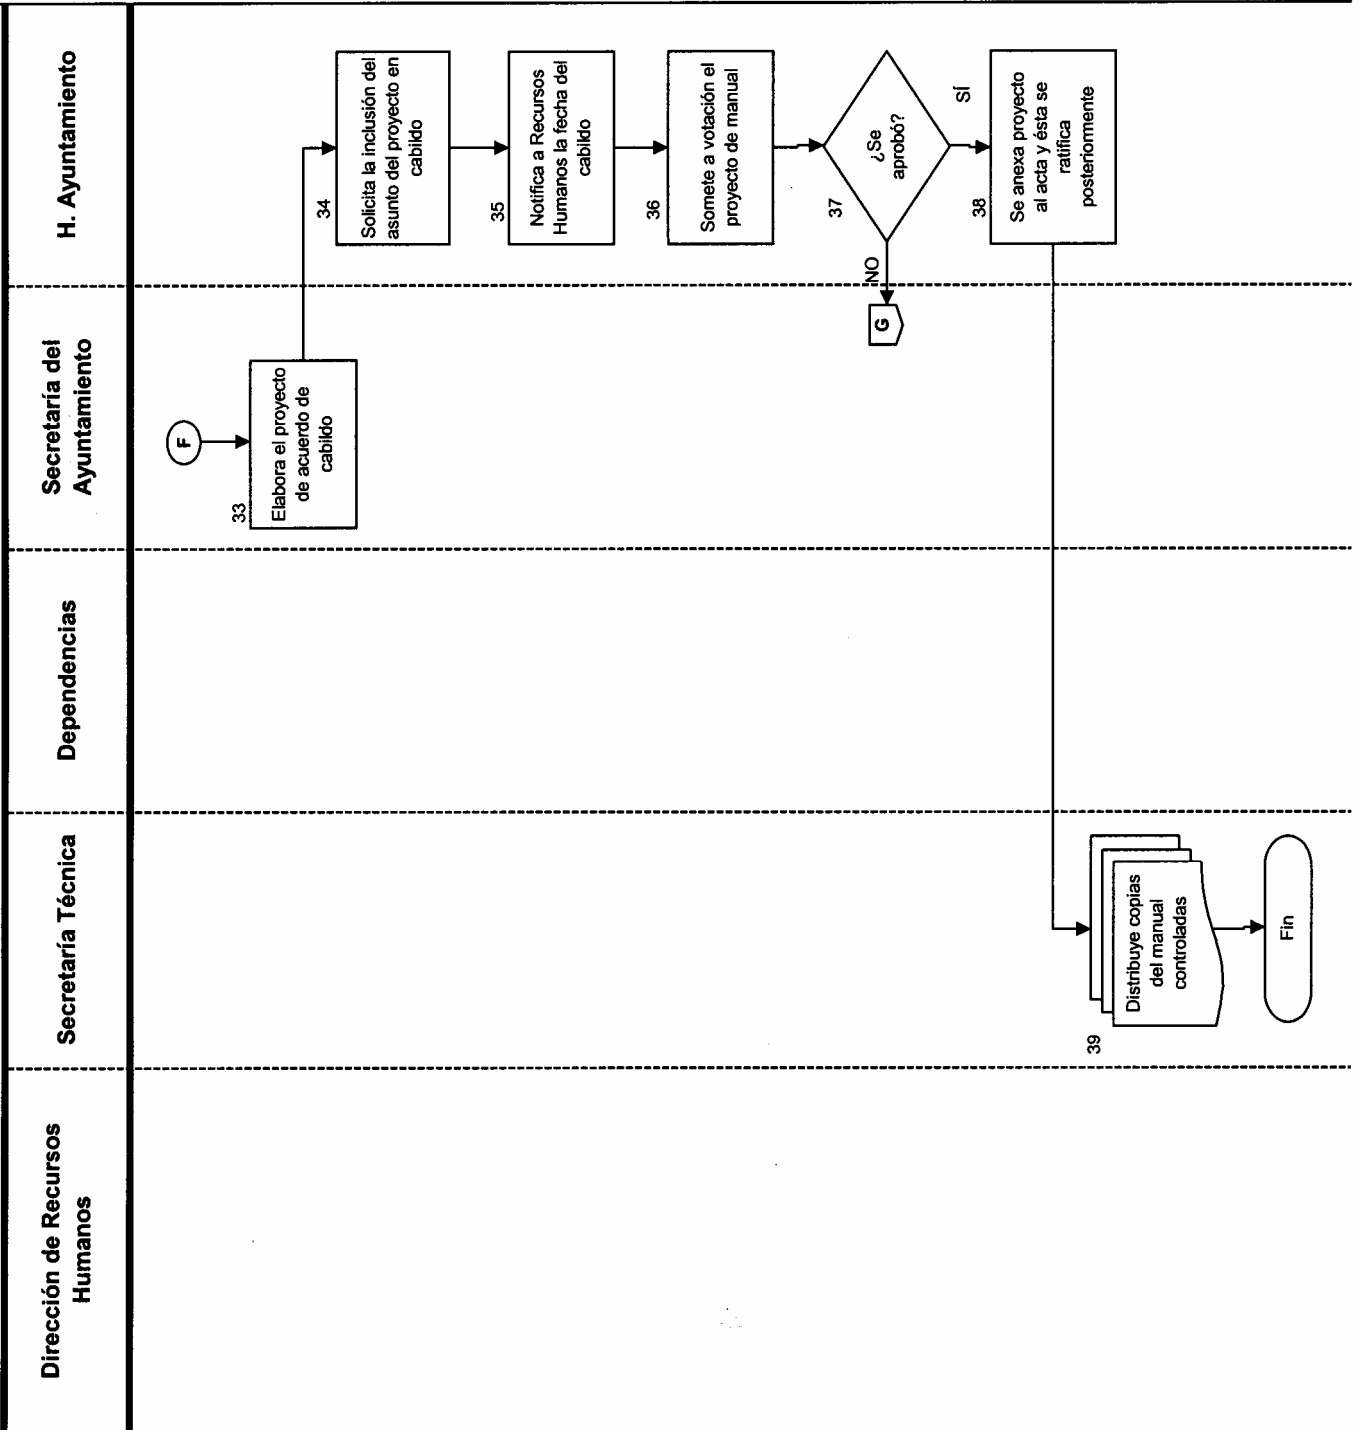 Dirección de Recursos
Humanos
Secretaría Técnica
Dependencias
Secretaría del
Ayuntamiento
H. Ayuntamiento
F
33
Elabora el proyecto
de acuerdo de
cabildo
34
Solicita la inclusión del
asunto del proyecto en
cabildo
35
Notifica a Recursos
Humanos la fecha del
cabildo
36
Somete a votación el
proyecto de manual
37
¿Se
aprobó?
NO
G
SÍ
38
Se anexa proyecto
al acta y ésta se
ratifica
posteriormente
39
Distribuye copias
del manual
controladas
Fin